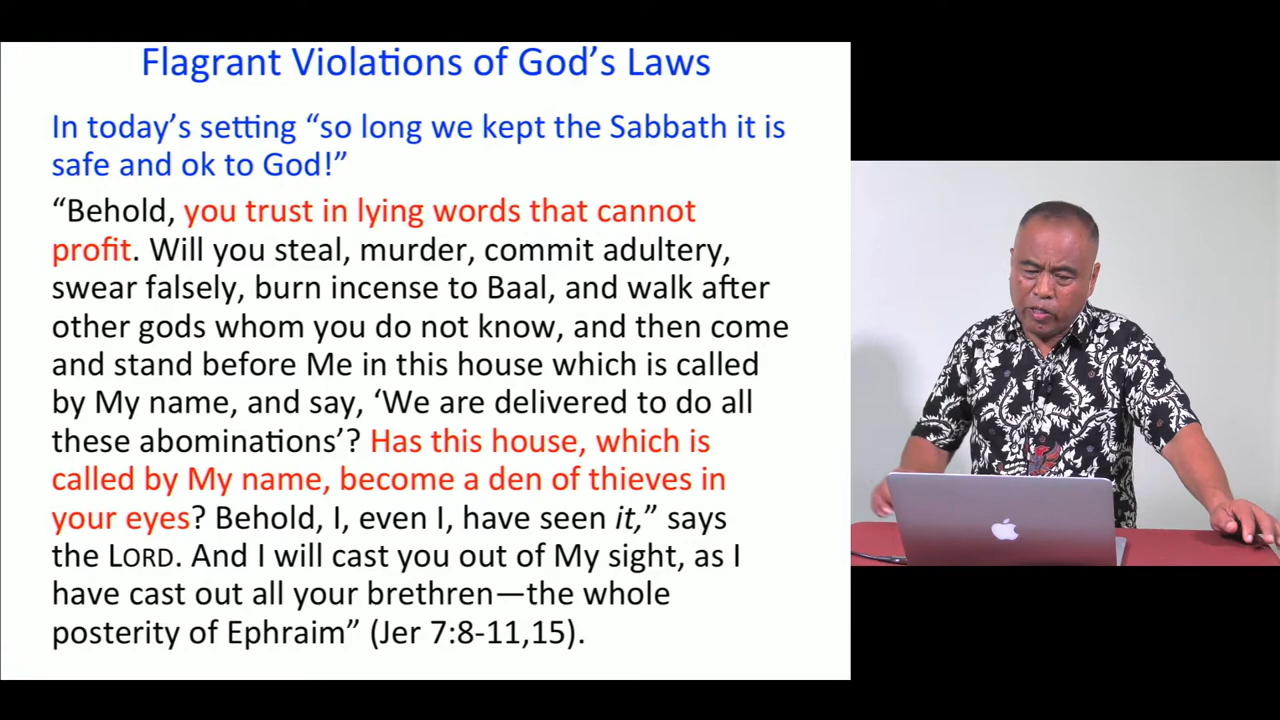 Flagrant Violations of God’s Laws
In today’s setting “so long we kept the Sabbath it is
safe and ok to God!”
“Behold, you trust in lying words that cannot
profit. Will you steal, murder, commit adultery,
swear falsely, burn incense to Baal, and walk after
other gods whom you do not know, and then come
and stand before Me in this house which is called
by My name, and say, ‘We are delivered to do all
these abominations’? Has this house, which is
called by My name, become a den of thieves in
your eyes? Behold, I, even I, have seen it,” says
the LORD. And I will cast you out of My sight, as I
have cast out all your brethren—the whole
posterity of Ephraim” (Jer 7:8-11,15).